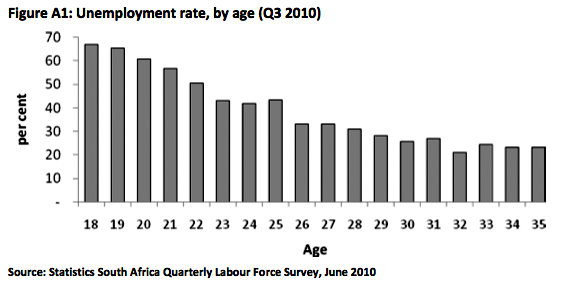 Figure A1: Unemployment rate, by age (Q3 2010)
70
60
50
40
30
20
10
-
per cent
18 19 20 21 22 23 24 25 26 27 28 29 30 31 32 33 34 35
Age
Source: Statistics South Africa Quarterly Labour Force Survey, June 2010